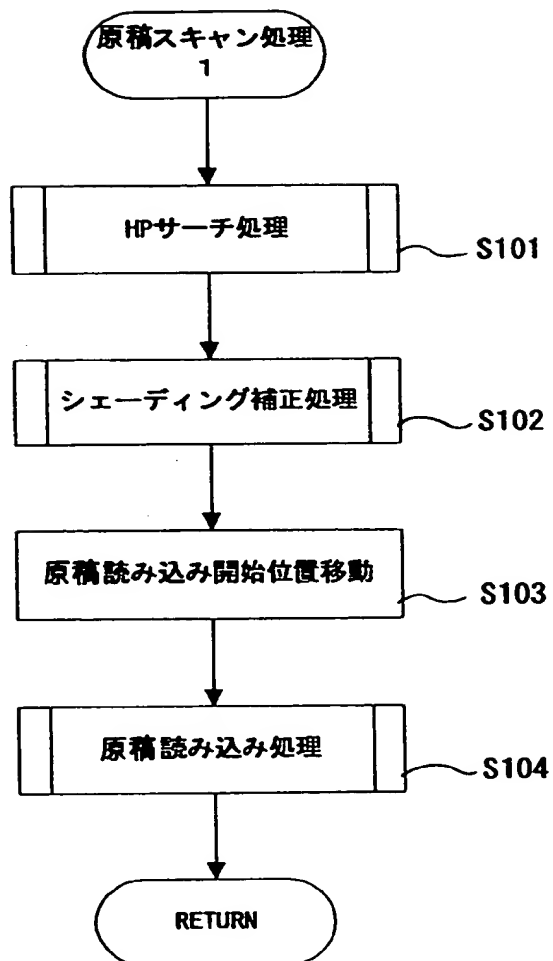 原稿スキャン処理
1
HPサーチ処理
S101
シェーディング補正処理
S102
原稿読み込み開始位置移動
S103
原稿読み込み処理
S104
RETURN